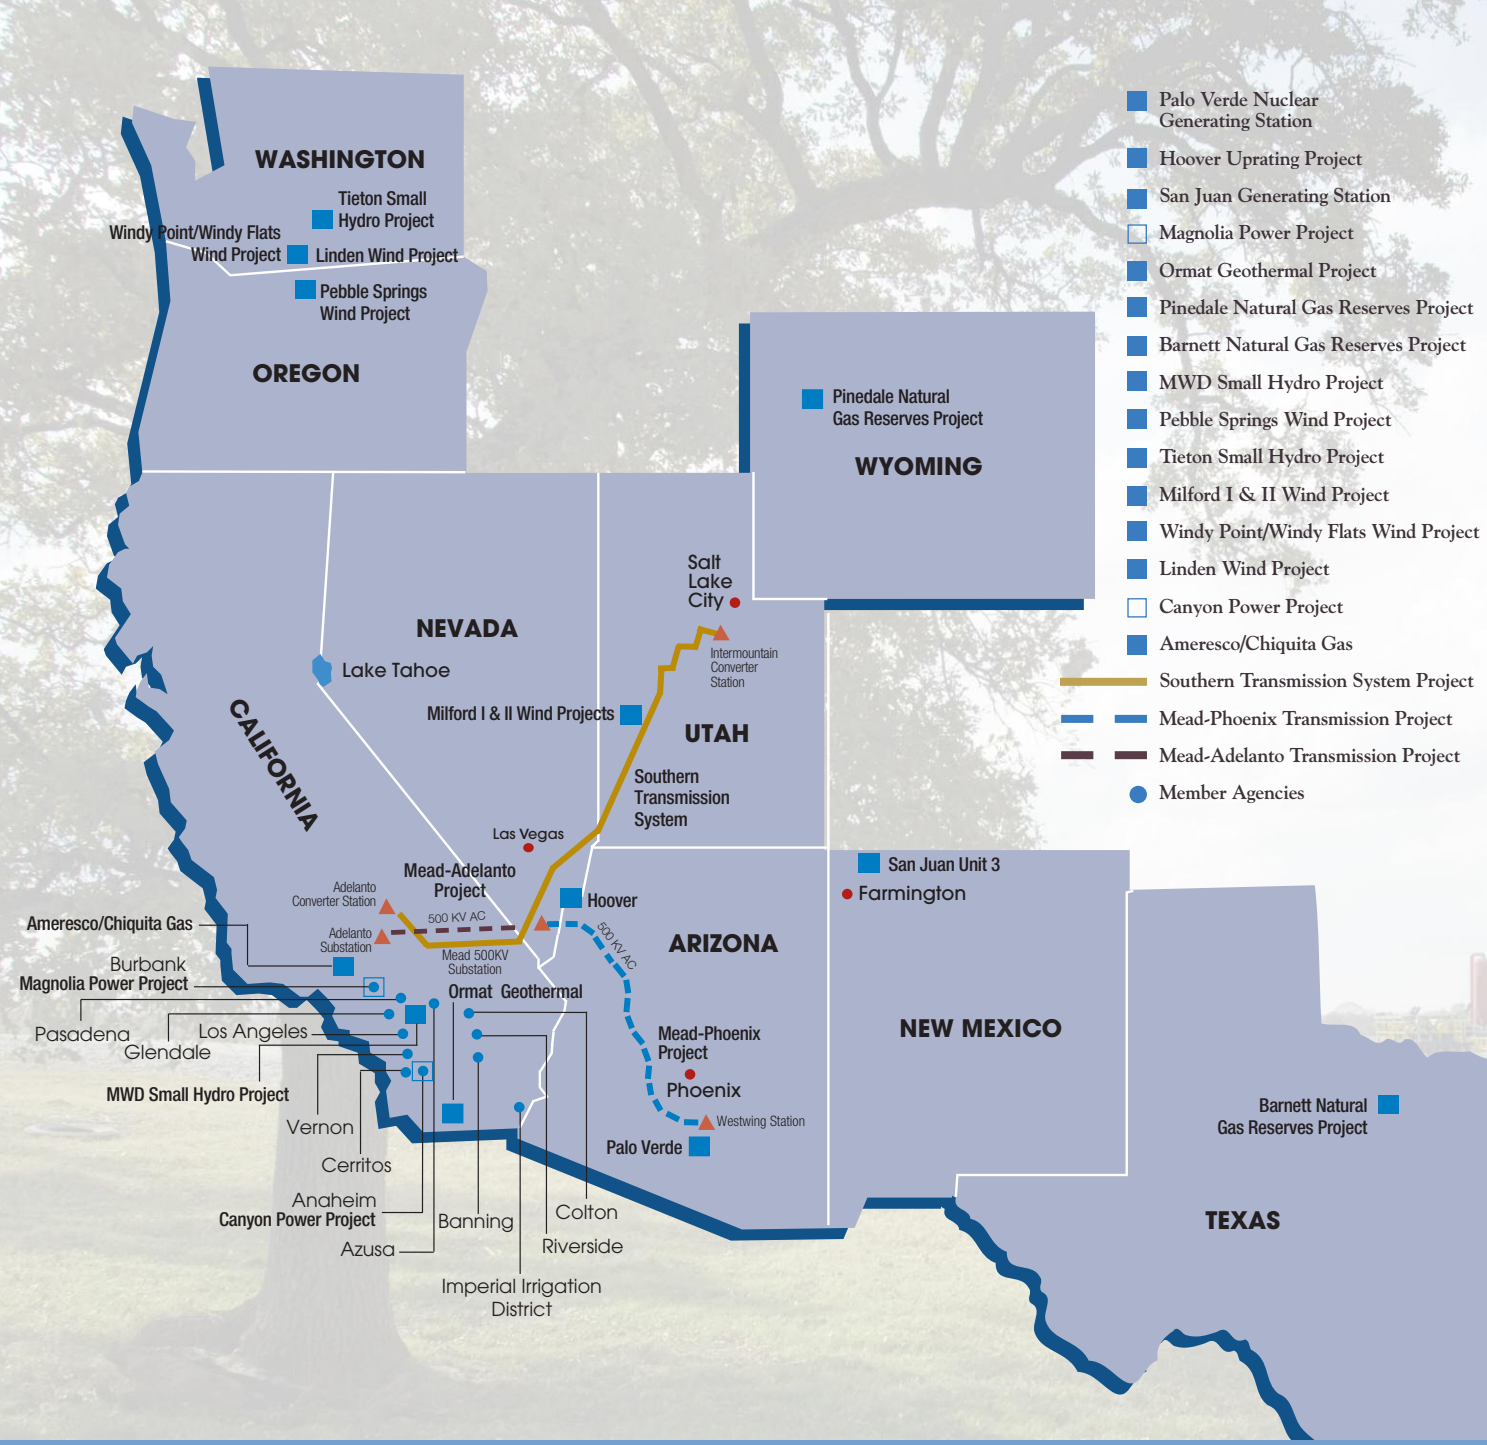 WASHINGTON
Tieton Small
Hydro Project
Windy Point/Windy Flats
Wind Project
Linden Wind Project
Pebble Springs
Wind Project
OREGON
Pinedale Natural
Gas Reserves Project
WYOMING
Salt
Lake
City
NEVADA
Intermountain
Converter
Station
Lake Tahoe
Milford I & II Wind Projects
UTAH
CALIFORNIA
Southern
Transmission
System
Las Vegas
Mead-Adelanto
Project
San Juan Unit 3
Farmington
Adelanto
Converter Station
Hoover
500 KV AC
Ameresco/Chiquita Gas
Adelanto
Substation
500 KV AC
ARIZONA
Mead 500KV
Substation
Burbank
Magnolia Power Project
Ormat Geothermal
Pasadena
Glendale
Los Angeles
NEW MEXICO
Mead-Phoenix
Project
Phoenix
MWD Small Hydro Project
Vernon
Westwing Station
Palo Verde
Barnett Natural
Gas Reserves Project
Cerritos
Anaheim
Canyon Power Project
Azusa
Banning
Colton
Riverside
TEXAS
Imperial Irrigation
District
Palo Verde Nuclear
Generating Station
Hoover Uprating Project
San Juan Generating Station
Magnolia Power Project
Ormat Geothermal Project
Pinedale Natural Gas Reserves Project
Barnett Natural Gas Reserves Project
MWD Small Hydro Project
Pebble Springs Wind Project
Tieton Small Hydro Project
Milford I & II Wind Project
Windy Point/Windy Flats Wind Project
Linden Wind Project
Canyon Power Project
Ameresco/Chiquita Gas
Southern Transmission System Project
Mead-Phoenix Transmission Project
Mead-Adelanto Transmission Project
Member Agencies